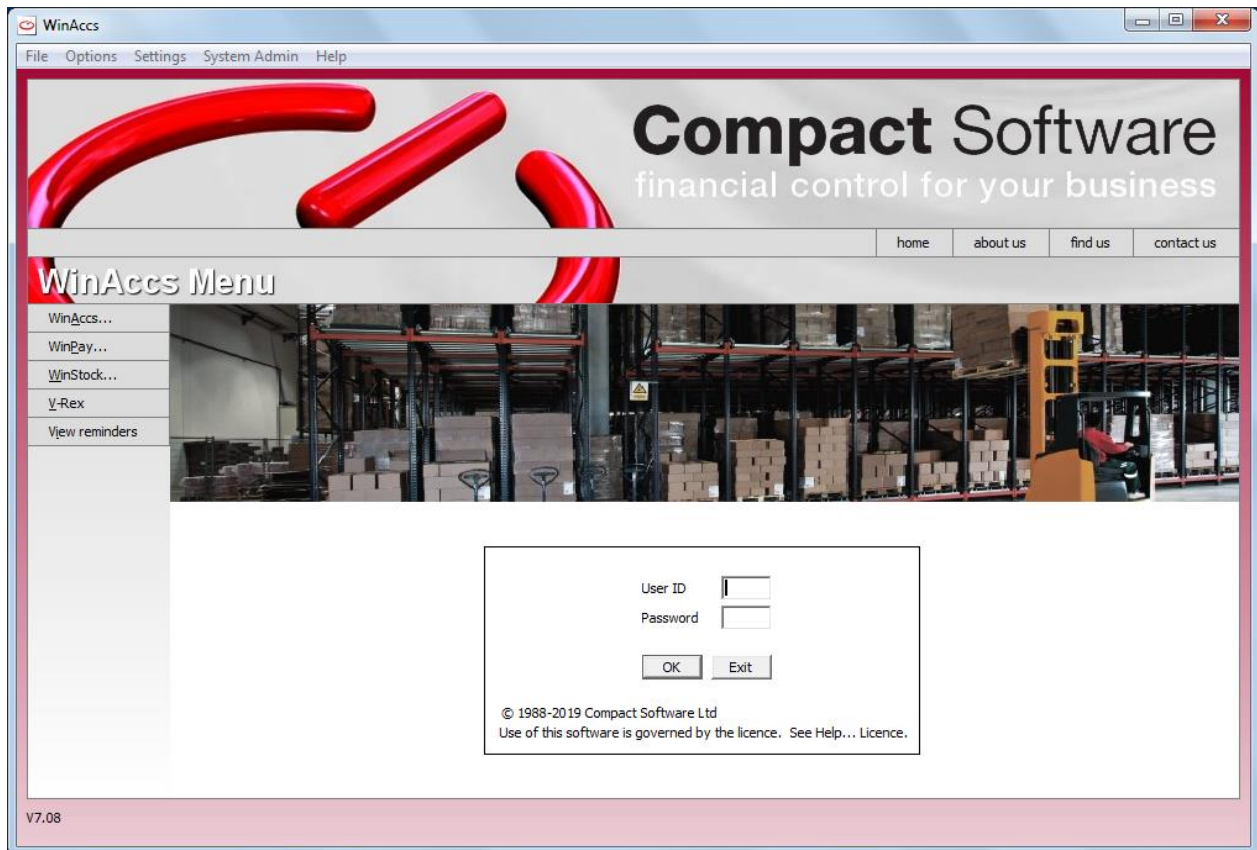 WinAccs
File Options Settings System Admin Help
Compact Software
financial control for your business
home about us find us contact us
WinAccs Menu
WinAccs...
WinPay...
WinStock...
V-Rex
View reminders
User ID
Password
OK Exit
© 1988-2019 Compact Software Ltd
Use of this software is governed by the licence. See Help... Licence.
V7.08